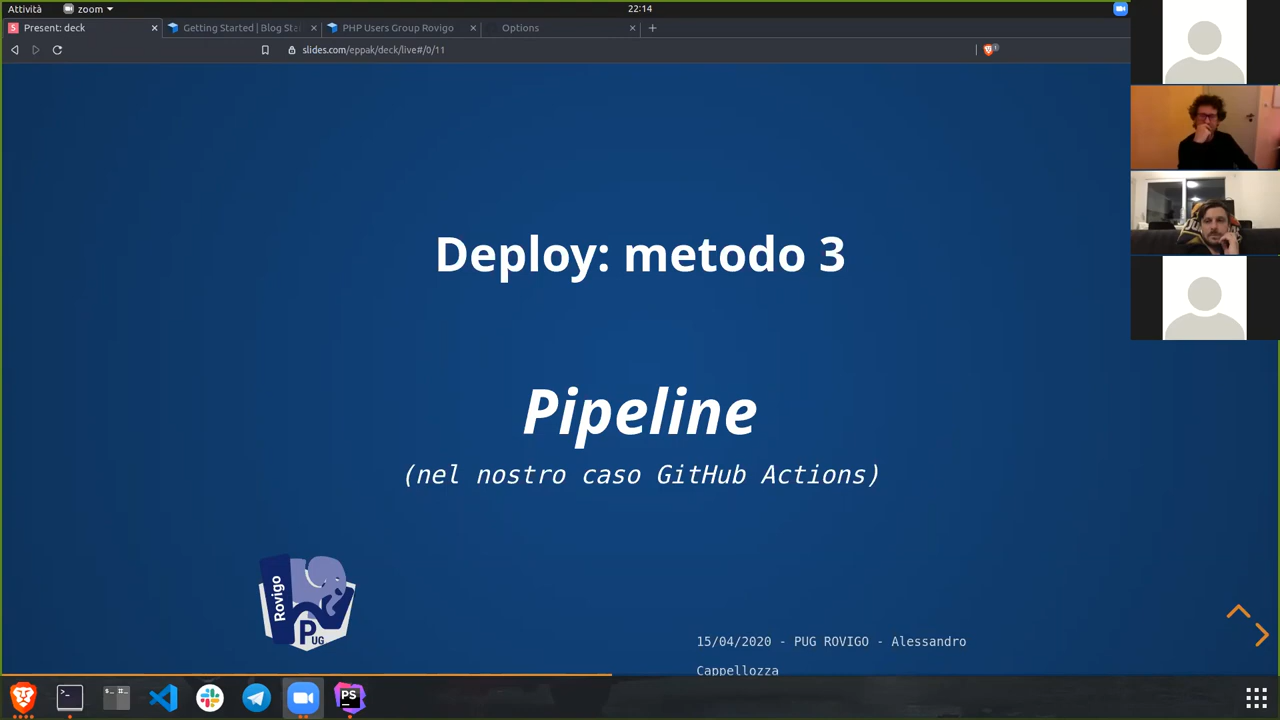 Attività
zoom
22:14
Present: deck
Getting Started | Blog Sta
PHP Users Group Rovigo
Options
slides.com/eppak/deck/live#/0/11
1
Deploy: metodo 3
Pipeline
(nel nostro caso GitHub Actions)
Rovigo
PUG
15/04/2020 - PUG ROVIGO - Alessandro
Cappellozza
PS